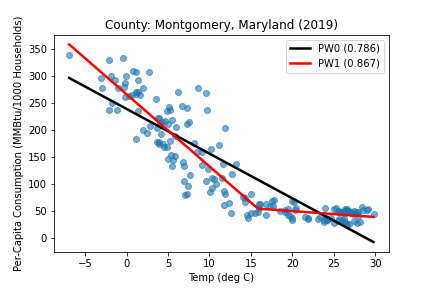 County: Montgomery, Maryland (2019)
Per-Capita Consumption (MMBtu/1000 Households)
350
300
250
200
150
100
50
0
PW0 (0.786)
PW1 (0.867)
−5 0 5 10 15 20 25 30
Temp (deg C)